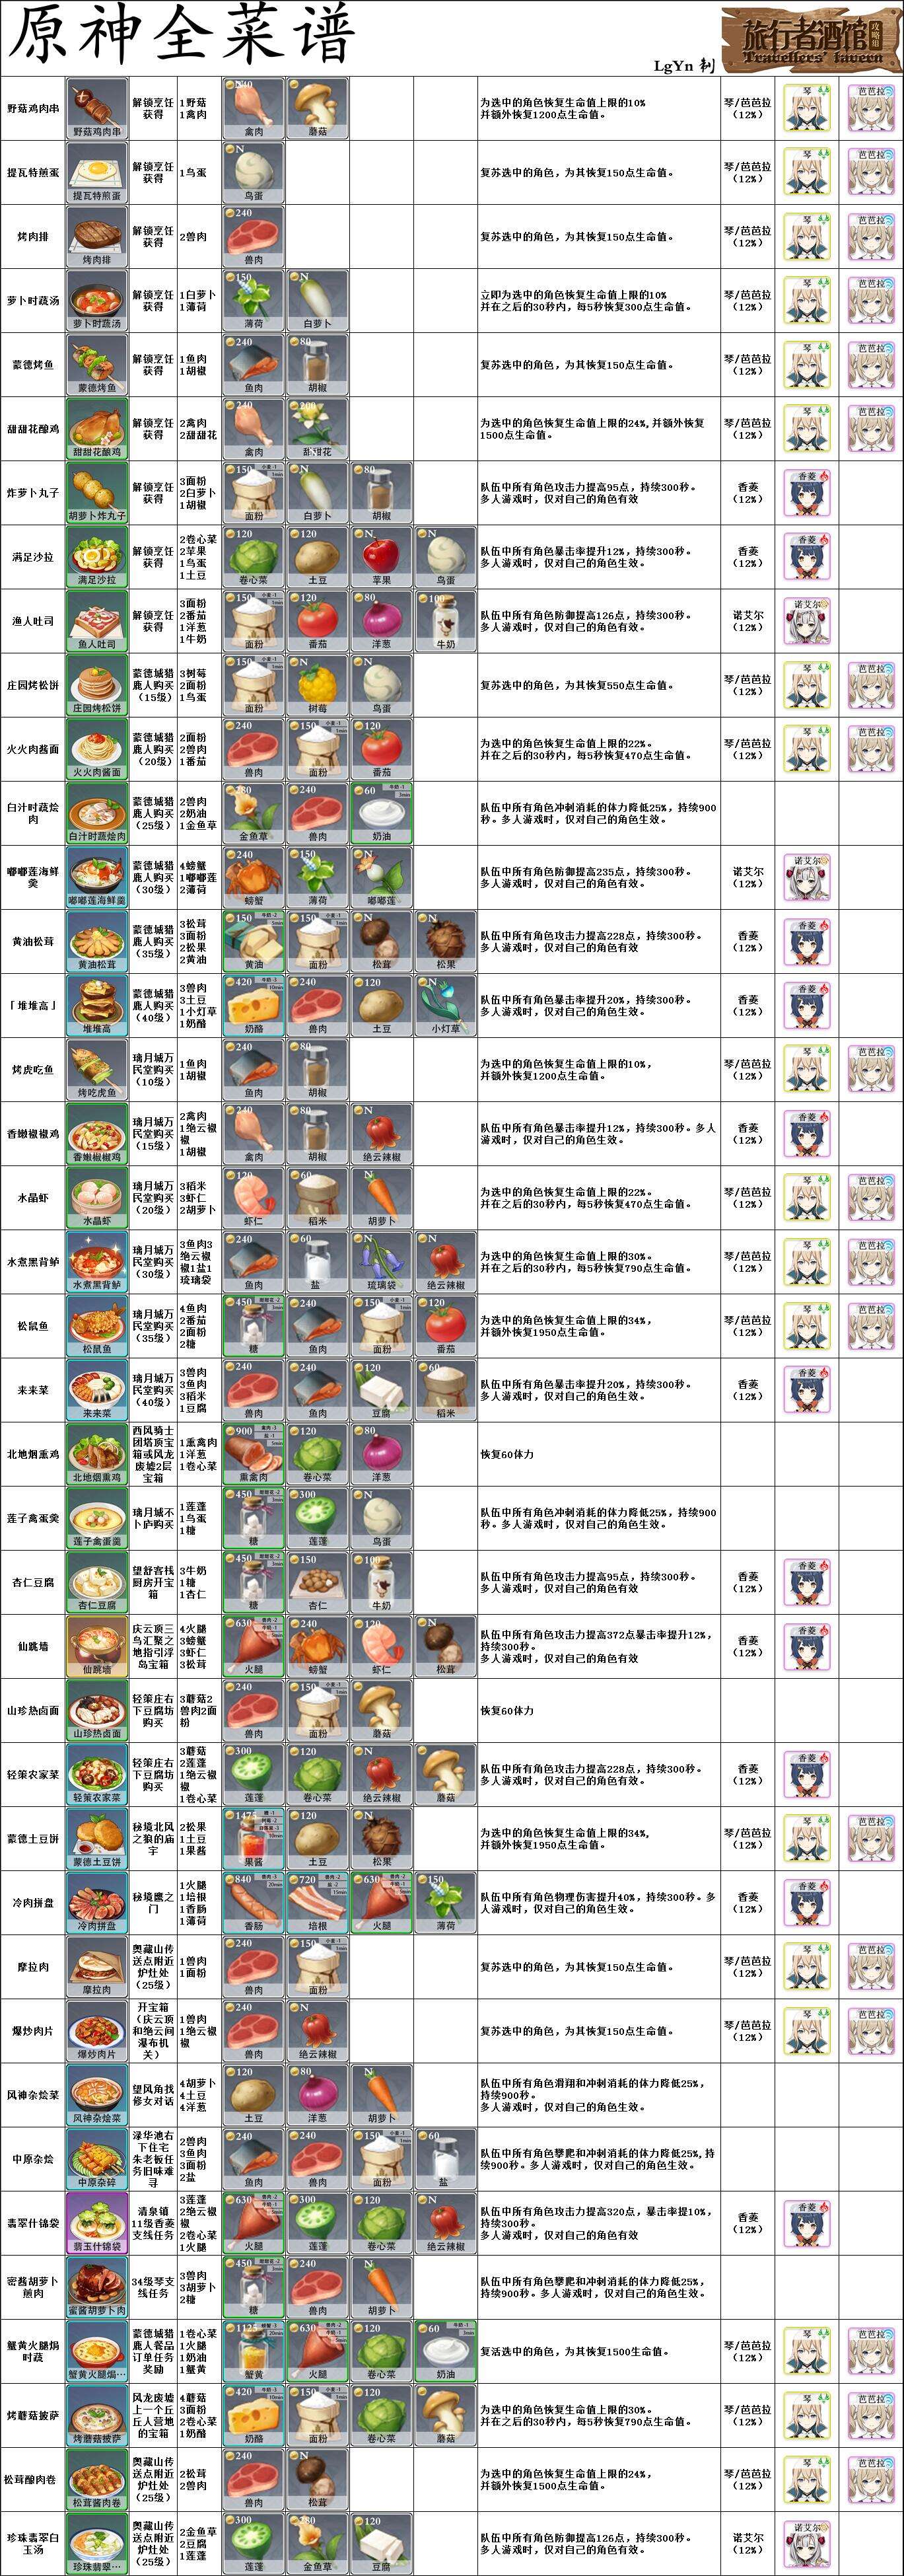 原神全菜谱
LgYn 制
旅行者酒馆
攻略组
Travellers' tavern
野菇鸡肉串
野菇鸡肉串
解锁烹饪
获得
1野菇
1禽肉
禽肉
蘑菇
为选中的角色恢复生命值上限的10%
并额外恢复1200点生命值。
琴/芭芭拉
(12%)
琴
芭芭拉
提瓦特煎蛋
提瓦特煎蛋
解锁烹饪
获得
1鸟蛋
N
鸟蛋
复苏选中的角色，为其恢复150点生命值。
琴/芭芭拉
(12%)
琴
芭芭拉
烤肉排
烤肉排
解锁烹饪
获得
2兽肉
240
兽肉
复苏选中的角色，为其恢复150点生命值。
琴/芭芭拉
(12%)
琴
芭芭拉
萝卜时蔬汤
萝卜时蔬汤
解锁烹饪
获得
1白萝卜
1薄荷
150
薄荷
N
白萝卜
立即为选中的角色恢复生命值上限的10%
并在之后的30秒内，每5秒恢复300点生命值。
琴/芭芭拉
(12%)
琴
芭芭拉
蒙德烤鱼
蒙德烤鱼
解锁烹饪
获得
1鱼肉
1胡椒
240
鱼肉
80
胡椒
复苏选中的角色，为其恢复150点生命值。
琴/芭芭拉
(12%)
琴
芭芭拉
甜甜花酿鸡
甜甜花酿鸡
解锁烹饪
获得
2禽肉
2甜甜花
240
禽肉
200
甜甜花
为选中的角色恢复生命值上限的24%，并额外恢复
1500点生命值。
琴/芭芭拉
(12%)
琴
芭芭拉
炸萝卜丸子
胡萝卜炸丸子
解锁烹饪
获得
3面粉
2白萝卜
1胡椒
150
面粉
N
白萝卜
80
胡椒
队伍中所有角色攻击力提高95点，持续300秒。
多人游戏时，仅对自己的角色有效
香菱
(12%)
香菱
满足沙拉
满足沙拉
解锁烹饪
获得
2卷心菜
2苹果
1鸟蛋
1土豆
120
卷心菜
120
土豆
N
苹果
N
鸟蛋
队伍中所有角色暴击率提升12%，持续300秒。
多人游戏时，仅对自己的角色生效。
香菱
(12%)
香菱
渔人吐司
鱼人吐司
解锁烹饪
获得
3面粉
2番茄
1洋葱
1牛奶
150
面粉
120
番茄
80
洋葱
100
牛奶
队伍中所有角色防御提高126点，持续300秒。
多人游戏时，仅对自己的角色有效。
诺艾尔
(12%)
诺艾尔
庄园烤松饼
庄园烤松饼
蒙德城猎
鹿人购买
（15级）
3树莓
2面粉
1鸟蛋
150
面粉
N
树莓
N
鸟蛋
复苏选中的角色，为其恢复550点生命值。
琴/芭芭拉
(12%)
琴
芭芭拉
火火肉酱面
火火肉酱面
蒙德城猎
鹿人购买
（20级）
2面粉
2兽肉
1番茄
240
兽肉
150
面粉
120
番茄
为选中的角色恢复生命值上限的22%。
并在之后的30秒内，每5秒恢复470点生命值。
琴/芭芭拉
(12%)
琴
芭芭拉
白汁时蔬烩
肉
白汁时蔬烩肉
蒙德城猎
鹿人购买
（25级）
2兽肉
2奶油
1金鱼草
金鱼草
240
兽肉
60
奶油
队伍中所有角色冲刺消耗的体力降低25%，持续900
秒。多人游戏时，仅对自己的角色生效。
嘟嘟莲海鲜
羹
嘟嘟莲海鲜羹
蒙德城猎
鹿人购买
（30级）
4螃蟹
1嘟嘟莲
2薄荷
240
螃蟹
150
薄荷
N
嘟嘟莲
队伍中所有角色防御提高235点，持续300秒。
多人游戏时，仅对自己的角色有效。
诺艾尔
(12%)
诺艾尔
黄油松茸
黄油松茸
蒙德城猎
鹿人购买
（35级）
3松茸
3面粉
2松果
2黄油
150
黄油
150
面粉
N
松茸
N
松果
队伍中所有角色攻击力提高228点，持续300秒。
多人游戏时，仅对自己的角色有效
香菱
(12%)
香菱
「堆堆高」
堆堆高
蒙德城猎
鹿人购买
（40级）
3兽肉
3土豆
1小灯草
1奶酪
420
奶酪
240
兽肉
120
土豆
N
小灯草
队伍中所有角色暴击率提升20%，持续300秒。
多人游戏时，仅对自己的角色生效。
香菱
(12%)
香菱
烤虎吃鱼
烤吃虎鱼
璃月城万
民堂购买
（10级）
1鱼肉
1胡椒
240
鱼肉
80
胡椒
为选中的角色恢复生命值上限的10%，
并额外恢复1200点生命值。
琴/芭芭拉
(12%)
琴
芭芭拉
香嫩椒椒鸡
香嫩椒椒鸡
璃月城万
民堂购买
（15级）
2禽肉
1绝云椒
椒
1胡椒
240
禽肉
80
胡椒
N
绝云辣椒
队伍中所有角色暴击率提升12%，持续300秒。多人
游戏时，仅对自己的角色生效。
香菱
(12%)
香菱
水晶虾
水晶虾
璃月城万
民堂购买
（20级）
3稻米
3虾仁
2胡萝卜
120
虾仁
60
稻米
N
胡萝卜
为选中的角色恢复生命值上限的22%。
并在之后的30秒内，每5秒恢复470点生命值。
琴/芭芭拉
(12%)
琴
芭芭拉
水煮黑背鲈
水煮黑背鲈
璃月城万
民堂购买
（30级）
3鱼肉3
绝云椒
椒1盐1
琉璃袋
240
鱼肉
60
盐
N
琉璃袋
N
绝云辣椒
为选中的角色恢复生命值上限的30%。
并在之后的30秒内，每5秒恢复790点生命值。
琴/芭芭拉
(12%)
琴
芭芭拉
松鼠鱼
松鼠鱼
璃月城万
民堂购买
（35级）
4鱼肉
2番茄
2面粉
2糖
450
糖
240
鱼肉
150
面粉
120
番茄
为选中的角色恢复生命值上限的34%，
并额外恢复1950点生命值。
琴/芭芭拉
(12%)
琴
芭芭拉
来来菜
来来菜
璃月城万
民堂购买
（40级）
3兽肉
3鱼肉
3稻米
1豆腐
240
兽肉
240
鱼肉
120
豆腐
60
稻米
队伍中所有角色暴击率提升20%，持续300秒。
多人游戏时，仅对自己的角色生效。
香菱
(12%)
香菱
北地烟熏鸡
北地烟熏鸡
西风骑士
团塔顶宝
箱或风龙
废墟2层
宝箱
1熏禽肉
1洋葱
1卷心菜
900
熏禽肉
120
卷心菜
80
洋葱
恢复60体力
莲子禽蛋羹
莲子禽蛋羹
璃月城不
卜庐购买
1莲蓬
1鸟蛋
1糖
450
糖
300
莲蓬
N
鸟蛋
队伍中所有角色冲刺消耗的体力降低25%，持续900
秒。多人游戏时，仅对自己的角色生效。
杏仁豆腐
杏仁豆腐
望舒客栈
厨房开宝
箱
3牛奶
1糖
1杏仁
450
糖
150
杏仁
100
牛奶
队伍中所有角色攻击力提高95点，持续300秒。
多人游戏时，仅对自己的角色有效
香菱
(12%)
香菱
仙跳墙
仙跳墙
庆云顶三
鸟汇聚之
地指引浮
岛宝箱
4火腿
3螃蟹
3虾仁
3松茸
630
火腿
240
螃蟹
120
虾仁
N
松茸
队伍中所有角色攻击力提高372点暴击率提升12%，
持续300秒。
多人游戏时，仅对自己的角色有效
香菱
(12%)
香菱
山珍热卤面
山珍热卤面
轻策庄右
下豆腐坊
购买
3蘑菇2
兽肉2面
粉
240
兽肉
150
面粉
蘑菇
恢复60体力
轻策农家菜
轻策农家菜
轻策庄右
下豆腐坊
购买
3蘑菇
2莲蓬
1绝云椒
椒
1卷心菜
300
莲蓬
120
卷心菜
N
绝云辣椒
蘑菇
队伍中所有角色攻击力提高228点，持续300秒。
多人游戏时，仅对自己的角色有效。
香菱
(12%)
香菱
蒙德土豆饼
蒙德土豆饼
秘境北风
之狼的庙
宇
2松果
1土豆
1果酱
1475
果酱
120
土豆
N
松果
为选中的角色恢复生命值上限的34%，
并额外恢复1950点生命值。
琴/芭芭拉
(12%)
琴
芭芭拉
冷肉拼盘
冷肉拼盘
秘境鹰之
门
1火腿
1培根
1香肠
1薄荷
840
香肠
720
培根
630
火腿
150
薄荷
队伍中所有角色物理伤害提升40%，持续300秒。多
人游戏时，仅对自己的角色生效。
香菱
(12%)
香菱
摩拉肉
摩拉肉
奥藏山传
送点附近
炉灶处
（25级）
1兽肉
1面粉
240
兽肉
150
面粉
复苏选中的角色，为其恢复150点生命值。
琴/芭芭拉
(12%)
琴
芭芭拉
爆炒肉片
爆炒肉片
开宝箱
（庆云顶
和绝云间
瀑布机
关）
1兽肉
1绝云椒
椒
240
兽肉
N
绝云辣椒
复苏选中的角色，为其恢复150点生命值。
琴/芭芭拉
(12%)
琴
芭芭拉
风神杂烩菜
风神杂烩菜
望风角找
修女对话
4胡萝卜
4土豆
4洋葱
120
土豆
80
洋葱
N
胡萝卜
队伍中所有角色滑翔和冲刺消耗的体力降低25%，
持续900秒。
多人游戏时，仅对自己的角色生效。
中原杂烩
中原杂碎
渌华池右
下住宅
朱老板任
务旧味难
寻
2兽肉
3鱼肉
3面粉
2盐
240
鱼肉
240
兽肉
150
面粉
60
盐
队伍中所有角色攀爬和冲刺消耗的体力降低25%，持
续900秒。多人游戏时，仅对自己的角色生效。
翡翠什锦袋
翡玉什锦袋
清泉镇
11级香菱
支线任务
3莲蓬
2绝云椒
椒
2卷心菜
1火腿
630
火腿
300
莲蓬
120
卷心菜
N
绝云辣椒
队伍中所有角色攻击力提高320点，暴击率提10%，
持续300秒。
多人游戏时，仅对自己的角色有效
香菱
(12%)
香菱
密酱胡萝卜
煎肉
蜜酱胡萝卜肉
34级琴支
线任务
3兽肉
3胡萝卜
2糖
450
糖
240
兽肉
N
胡萝卜
队伍中所有角色攀爬和冲刺消耗的体力降低25%，
持续900秒。多人游戏时，仅对自己的角色生效。
蟹黄火腿焗
时蔬
蟹黄火腿焗…
蒙德城猎
鹿人餐品
订单任务
奖励
1卷心菜
1火腿
1奶油
1蟹黄
1125
蟹黄
630
火腿
120
卷心菜
60
奶油
复活选中的角色，为其恢复1500生命值。
琴/芭芭拉
(12%)
琴
芭芭拉
烤蘑菇披萨
烤蘑菇披萨
风龙废墟
上一个丘
丘人营地
的宝箱
4蘑菇
3面粉
2卷心菜
1奶酪
420
奶酪
150
面粉
120
卷心菜
蘑菇
为选中的角色恢复生命值上限的30%。
并在之后的30秒内，每5秒恢复790点生命值。
琴/芭芭拉
(12%)
琴
芭芭拉
松茸酿肉卷
松茸酱肉卷
奥藏山传
送点附近
炉灶处
（25级）
2松茸
2兽肉
240
兽肉
N
松茸
为选中的角色恢复生命值上限的24%，
并额外恢复1500点生命值。
琴/芭芭拉
(12%)
琴
芭芭拉
珍珠翡翠白
玉汤
珍珠翡翠…
奥藏山传
送点附近
炉灶处
（25级）
2金鱼草
2豆腐
1莲蓬
300
莲蓬
金鱼草
120
豆腐
队伍中所有角色防御提高126点，持续300秒。
多人游戏时，仅对自己的角色有效。
诺艾尔
(12%)
诺艾尔